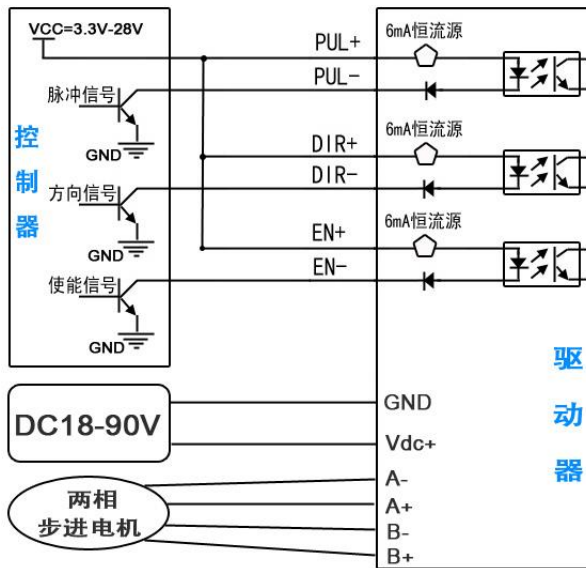 VCC=3.3V-28V
脉冲信号
GND
方向信号
GND
使能信号
GND
控制器
PUL+
PUL-
DIR+
DIR-
EN+
EN-
6mA恒流源
6mA恒流源
6mA恒流源
驱动器
DC18-90V
GND
Vdc+
两相
步进电机
A-
A+
B-
B+